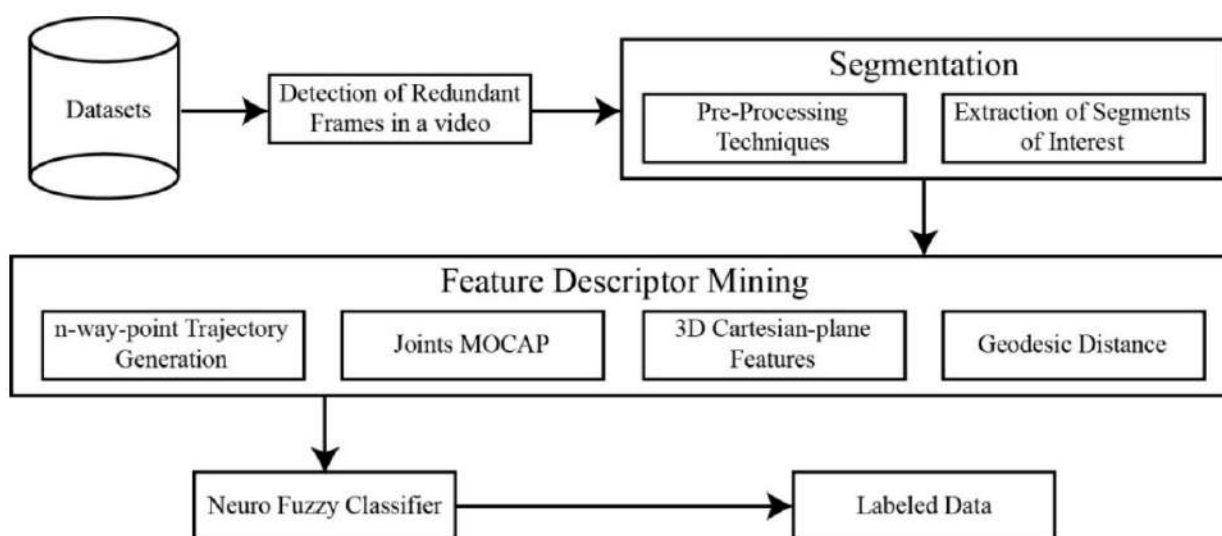 Datasets
Detection of Redundant
Frames in a video
Segmentation
Pre-Processing
Techniques
Extraction of Segments
of Interest
Feature Descriptor Mining
n-way-point Trajectory
Generation
Joints MOCAP
3D Cartesian-plane
Features
Geodesic Distance
Neuro Fuzzy Classifier
Labeled Data